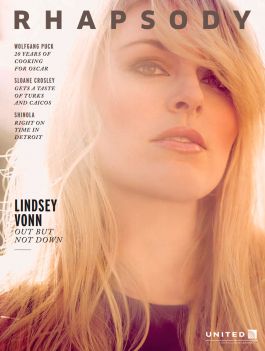 RHAPSODY
WOLFGANG PUCK
20 YEARS OF
COOKING
FOR OSCAR
SLOANE CROSLEY
GETS A TASTE
OF TURKS
AND CAICOS
SHINOLA
RIGHT ON
TIME IN
DETROIT
LINDSEY
VONN
OUT BUT
NOT DOWN
UNITED